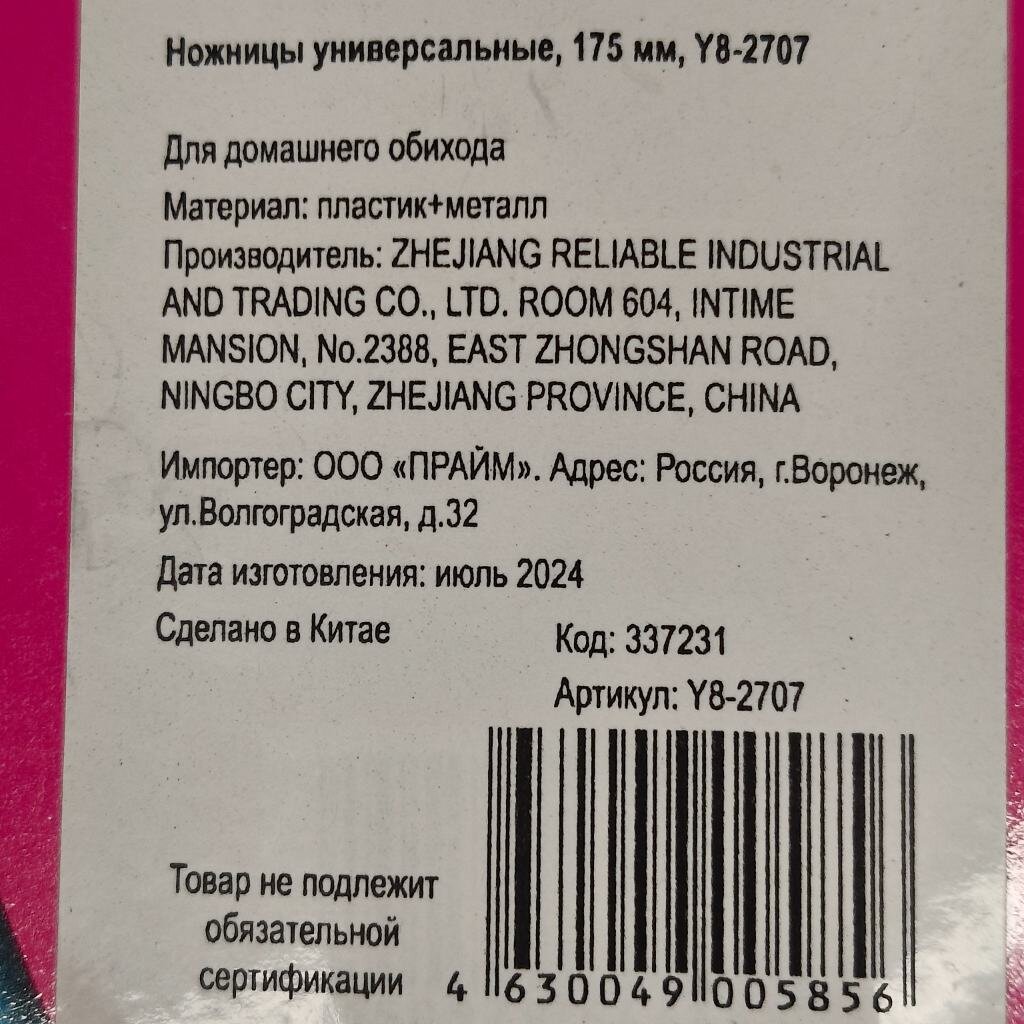 Ножницы универсальные, 175 мм, Y8-2707
Для домашнего обихода
Материал: пластик+металл
Производитель: ZHEJIANG RELIABLE INDUSTRIAL
AND TRADING CO., LTD. ROOM 604, INTIME
MANSION, No.2388, EAST ZHONGSHAN ROAD,
NINGBO CITY, ZHEJIANG PROVINCE, CHINA
Импортер: ООО «ПРАЙМ». Адрес: Россия, г.Воронеж,
ул.Волгоградская, д.32
Дата изготовления: июль 2024
Сделано в Китае
Код: 337231
Артикул: Y8-2707
Товар не подлежит
обязательной
сертификации
4 630049 005856